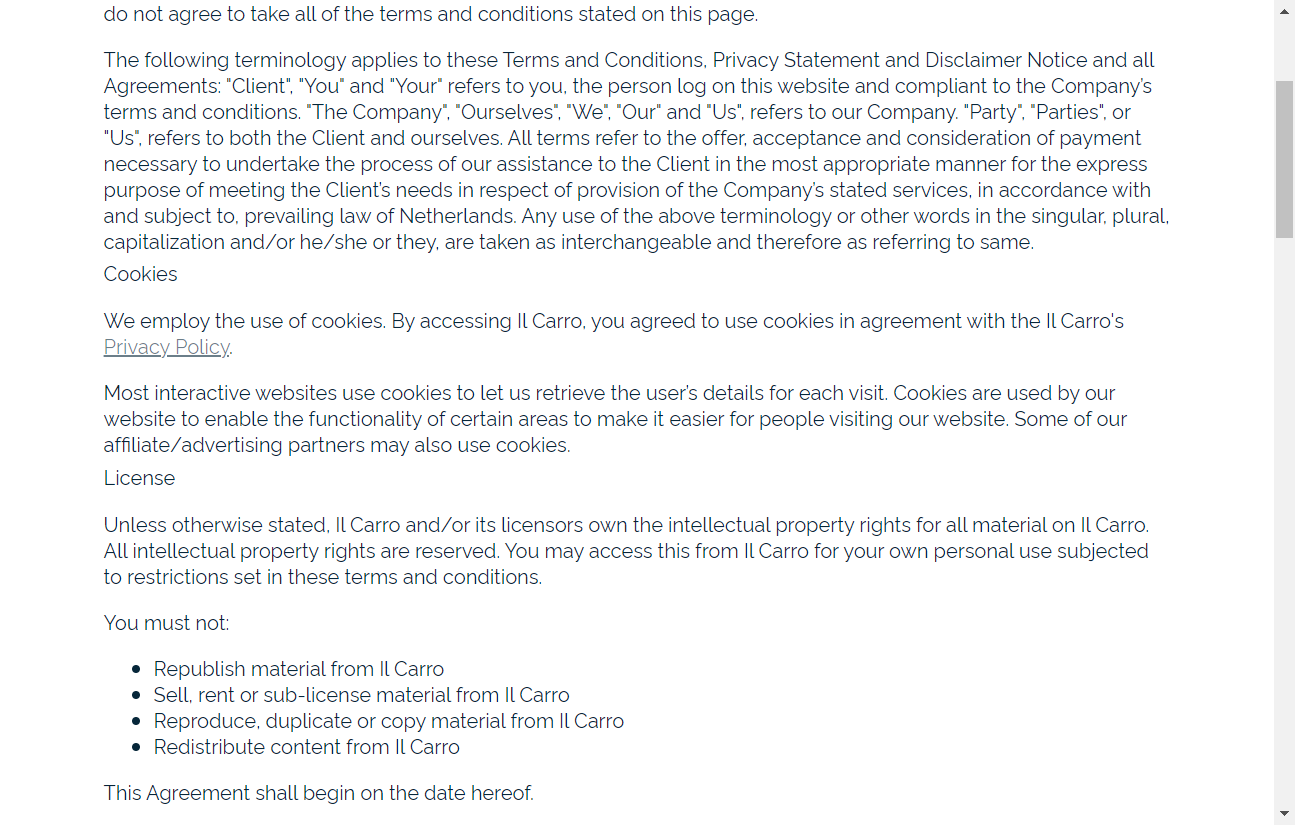 do not agree to take all of the terms and conditions stated on this page.
The following terminology applies to these Terms and Conditions, Privacy Statement and Disclaimer Notice and all
Agreements: "Client", "You" and "Your" refers to you, the person log on this website and compliant to the Company's
terms and conditions. "The Company", "Ourselves", "We", "Our" and "Us", refers to our Company. "Party", "Parties", or
"Us", refers to both the Client and ourselves. All terms refer to the offer, acceptance and consideration of payment
necessary to undertake the process of our assistance to the Client in the most appropriate manner for the express
purpose of meeting the Client's needs in respect of provision of the Company's stated services, in accordance with
and subject to, prevailing law of Netherlands. Any use of the above terminology or other words in the singular, plural,
capitalization and/or he/she or they, are taken as interchangeable and therefore as referring to same.
Cookies
We employ the use of cookies. By accessing Il Carro, you agreed to use cookies in agreement with the Il Carro's
Privacy Policy.
Most interactive websites use cookies to let us retrieve the user's details for each visit. Cookies are used by our
website to enable the functionality of certain areas to make it easier for people visiting our website. Some of our
affiliate/advertising partners may also use cookies.
License
Unless otherwise stated, Il Carro and/or its licensors own the intellectual property rights for all material on Il Carro.
All intellectual property rights are reserved. You may access this from Il Carro for your own personal use subjected
to restrictions set in these terms and conditions.
You must not:
Republish material from Il Carro
Sell, rent or sub-license material from Il Carro
Reproduce, duplicate or copy material from Il Carro
Redistribute content from Il Carro
This Agreement shall begin on the date hereof.